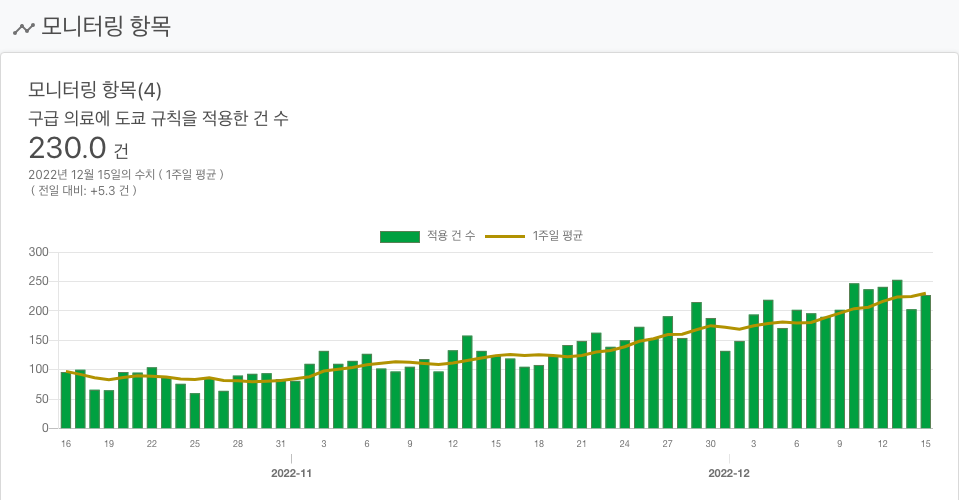 모니터링 항목
모니터링 항목(4)
구급 의료에 도쿄 규칙을 적용한 건 수
230.0 건
2022년 12월 15일의 수치 ( 1주일 평균 )
( 전일 대비: +5.3 건 )
적용 건 수 1주일 평균
300
250
200
150
100
50
0
16 19 22 25 28 31 3 6 9 12 15 18 21 24 27 30 3 6 9 12 15
2022-11 2022-12